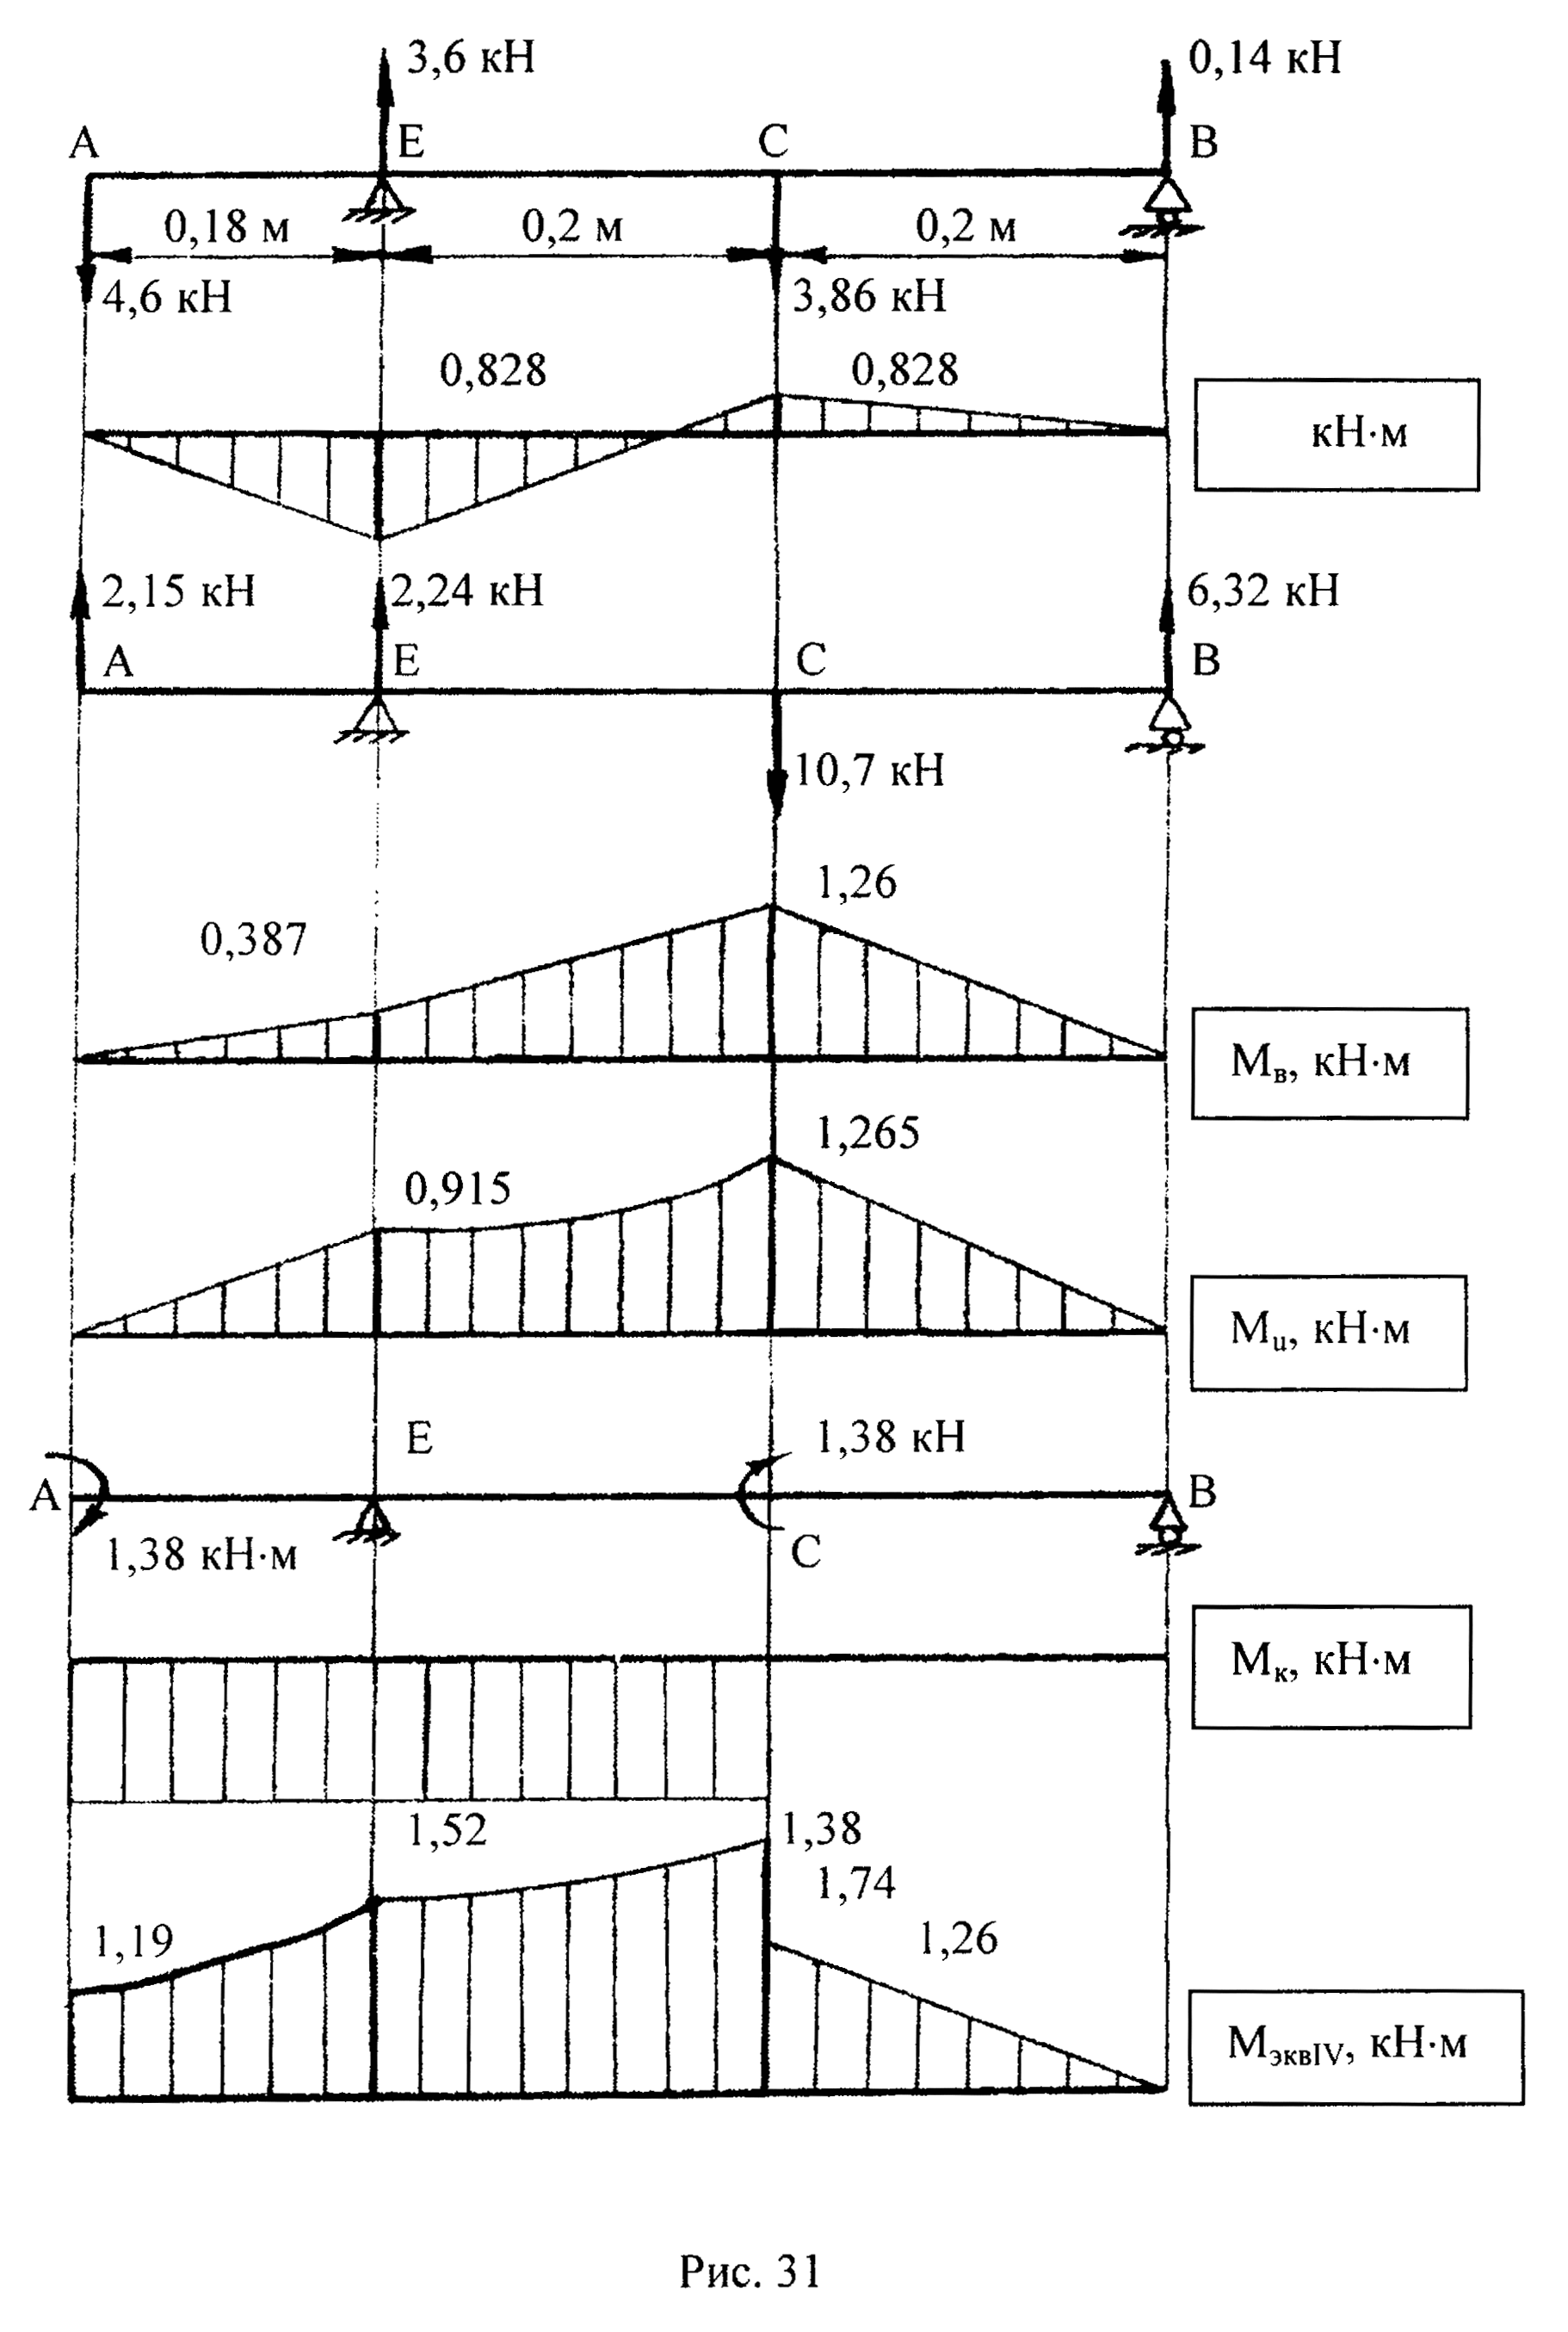 3,6 кН
0,14 кН
A
E
C
B
0,18 м
0,2 м
0,2 м
4,6 кН
3,86 кН
0,828
0,828
кН·м
2,15 кН
2,24 кН
6,32 кН
A
E
C
B
10,7 кН
1,26
0,387
Мв, кН·м
1,265
0,915
Ми, кН·м
E
1,38 кН
A
B
1,38 кН·м
C
Мк, кН·м
1,52
1,38
1,74
1,19
1,26
МэквIV, кН·м
Рис. 31